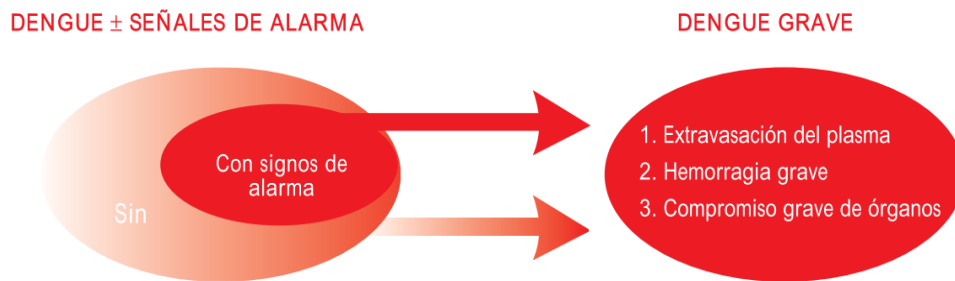 DENGUE ± SEÑALES DE ALARMA
DENGUE GRAVE
Con signos de
alarma
Sin
1. Extravasación del plasma
2. Hemorragia grave
3. Compromiso grave de órganos